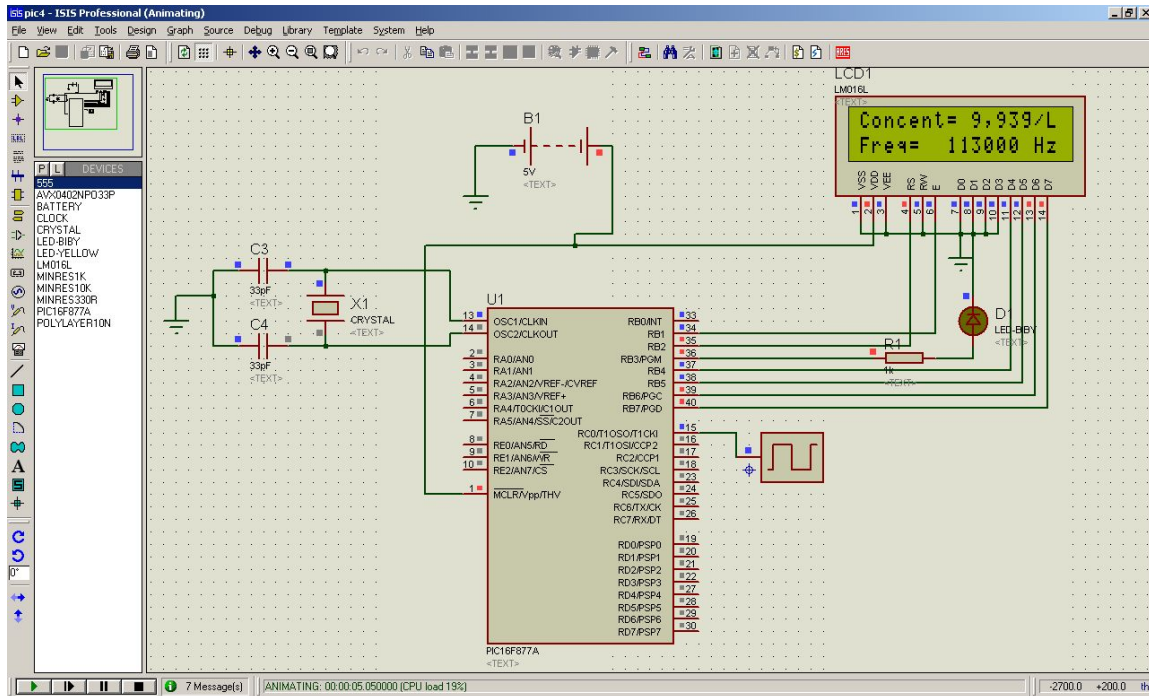 ISIS pic4 - ISIS Professional (Animating)
File View Edit Tools Design Graph Source Debug Library Template System Help
P L DEVICES
555
AVX0402NPO33P
BATTERY
CLOCK
CRYSTAL
LED-BIBY
LED-YELLOW
LM016L
MINRES1K
MINRES10K
MINRES330R
PIC16F877A
POLYLAYER10N
0°
LCD1
LM016L
<TEXT>
Concent= 9,939/L
Freq= 113000 Hz
VSS VDD VEE RS RW E D0 D1 D2 D3 D4 D5 D6 D7
1 2 3 4 5 6 7 8 9 10 11 12 13 14
B1
5V
<TEXT>
C3
33pF
<TEXT>
X1
CRYSTAL
<TEXT>
C4
33pF
<TEXT>
D1
LED-BIBY
<TEXT>
R1
1k
<TEXT>
U1
13 OSC1/CLKIN RB0/INT 33
14 OSC2/CLKOUT RB1 34
RB2 35
2 RA0/AN0 RB3/PGM 36
3 RA1/AN1 RB4 37
4 RA2/AN2/VREF-/CVREF RB5 38
5 RA3/AN3/VREF+ RB6/PGC 39
6 RA4/T0CKI/C1OUT RB7/PGD 40
7 RA5/AN4/SS/C2OUT
RC0/T1OSO/T1CKI 15
8 RE0/AN5/RD RC1/T1OSI/CCP2 16
9 RE1/AN6/WR RC2/CCP1 17
10 RE2/AN7/CS RC3/SCK/SCL 18
RC4/SDI/SDA 23
1 MCLR/Vpp/THV RC5/SDO 24
RC6/TX/CK 25
RC7/RX/DT 26
RD0/PSP0 19
RD1/PSP1 20
RD2/PSP2 21
RD3/PSP3 22
RD4/PSP4 27
RD5/PSP5 28
RD6/PSP6 29
RD7/PSP7 30
PIC16F877A
<TEXT>
7 Message(s) ANIMATING: 00:00:05.050000 (CPU load 19%) -2700.0 +200.0 th